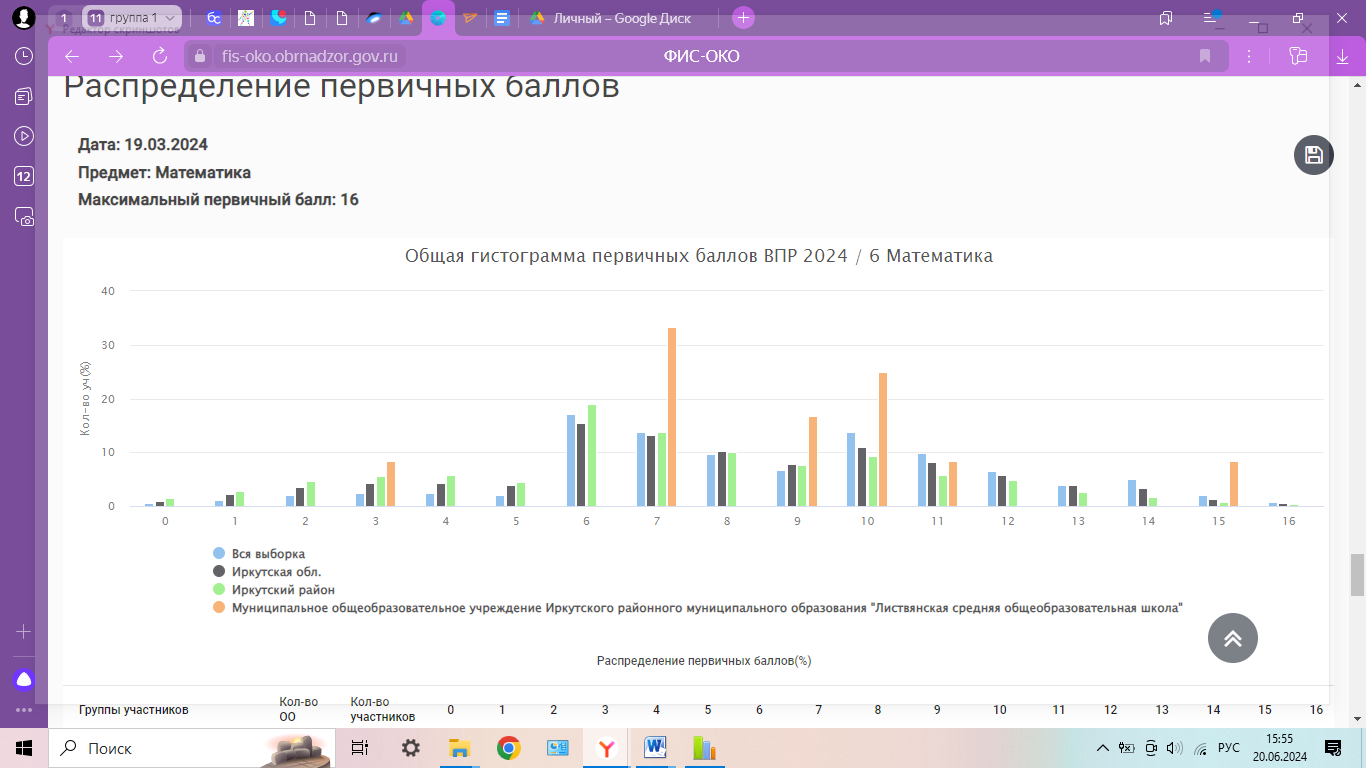 1
11 группа 1
Личный – Google Диск
Редактор скриншотов
fis-oko.obrnadzor.gov.ru
ФИС-ОКО
Распределение первичных баллов
Дата: 19.03.2024
Предмет: Математика
Максимальный первичный балл: 16
12
Общая гистограмма первичных баллов ВПР 2024 / 6 Математика
Кол-во уч(%)
40
30
20
10
0
0 1 2 3 4 5 6 7 8 9 10 11 12 13 14 15 16
Вся выборка
Иркутская обл.
Иркутский район
Муниципальное общеобразовательное учреждение Иркутского районного муниципального образования "Листвянская средняя общеобразовательная школа"
Распределение первичных баллов(%)
Группы участников Кол-во ОО Кол-во участников 0 1 2 3 4 5 6 7 8 9 10 11 12 13 14 15 16
Поиск
РУС
15:55
20.06.2024